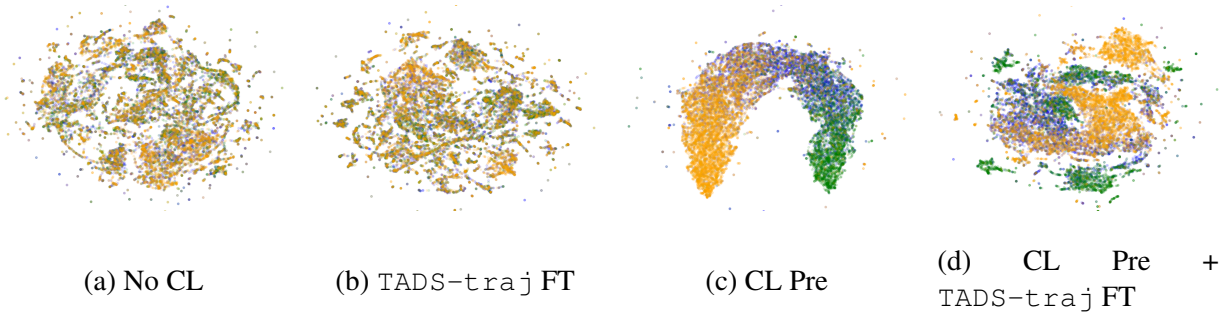 (a) No CL
(b) TADS-traj FT
(c) CL Pre
(d) CL Pre +
TADS-traj FT